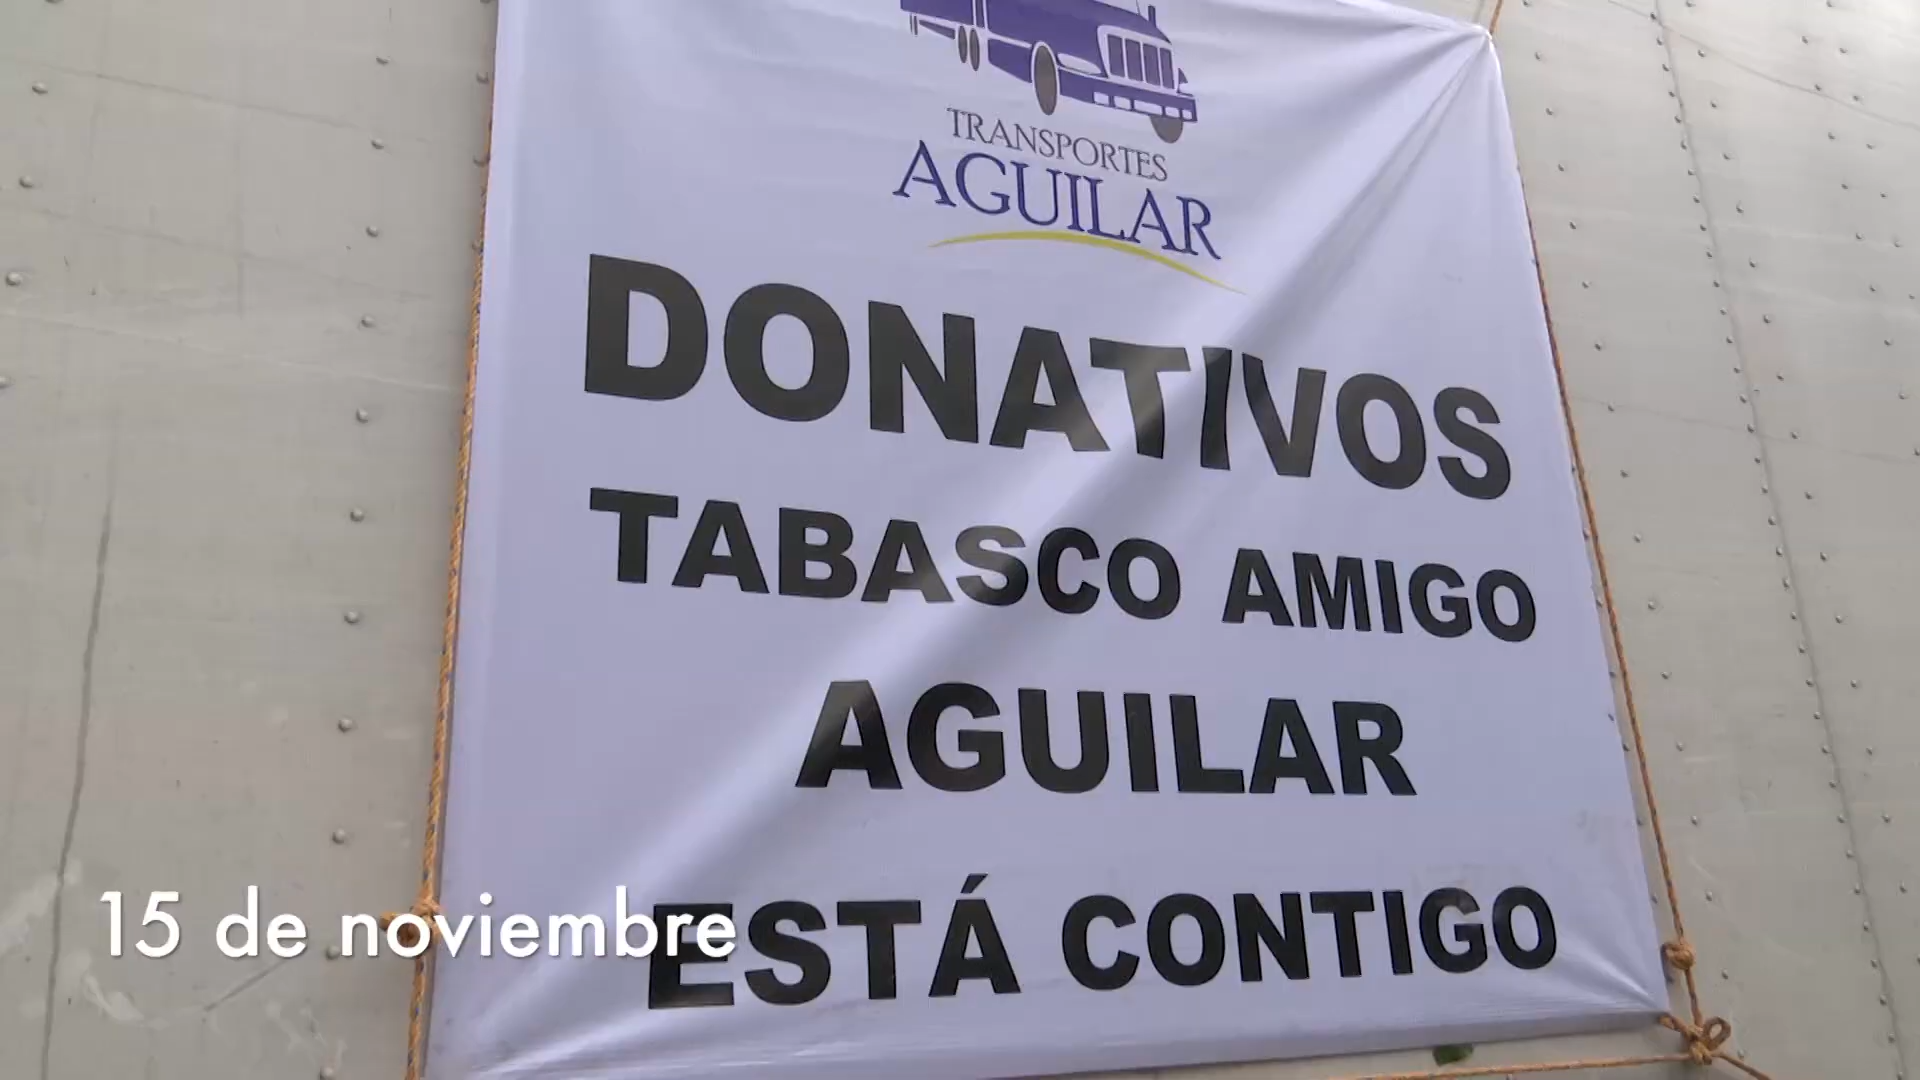 TRANSPORTES
AGUILAR
DONATIVOS
TABASCO AMIGO
AGUILAR
ESTÁ CONTIGO
15 de noviembre